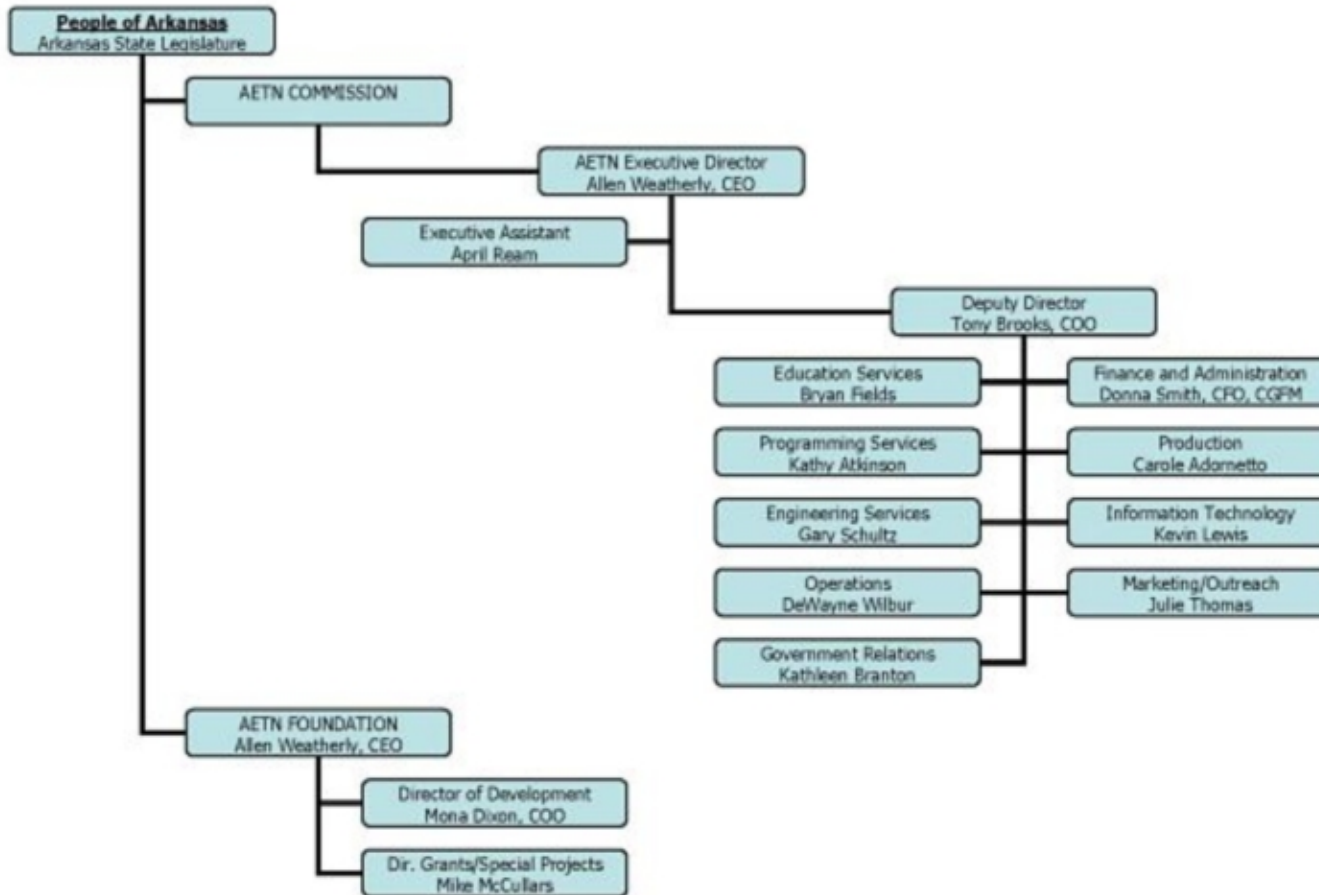 People of Arkansas
Arkansas State Legislature
AETN COMMISSION
AETN Executive Director
Allen Weatherly, CEO
Executive Assistant
April Ream
Deputy Director
Tony Brooks, COO
Education Services
Bryan Fields
Finance and Administration
Donna Smith, CFO, CGFM
Programming Services
Kathy Atkinson
Production
Carole Adornetto
Engineering Services
Gary Schultz
Information Technology
Kevin Lewis
Operations
DeWayne Wilbur
Marketing/Outreach
Julie Thomas
Government Relations
Kathleen Branton
AETN FOUNDATION
Allen Weatherly, CEO
Director of Development
Mona Dixon, COO
Dir. Grants/Special Projects
Mike McCullars